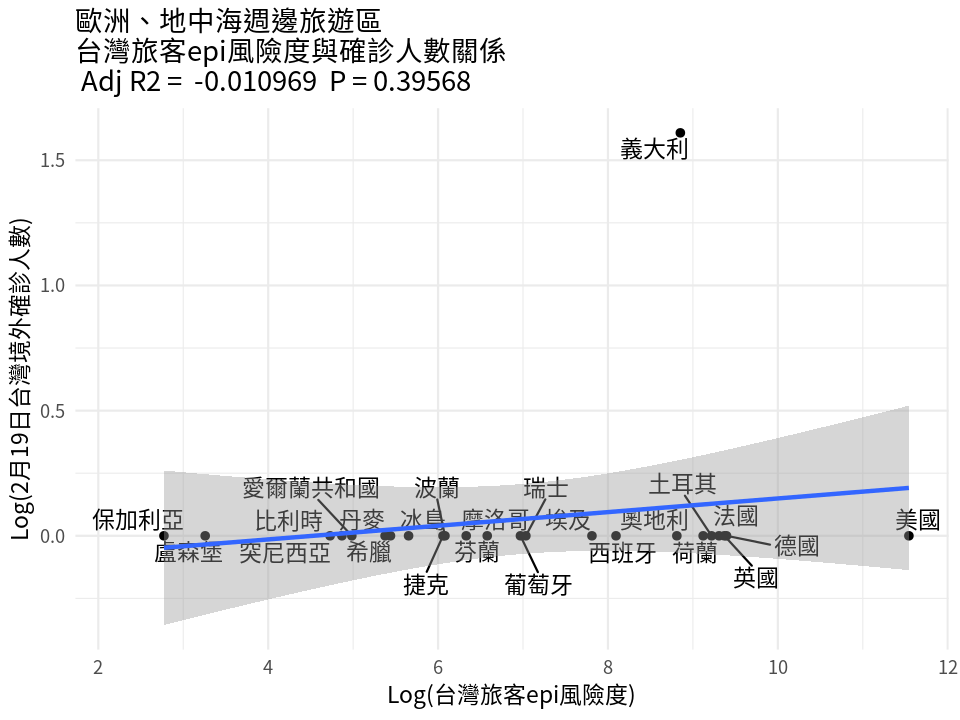 歐洲、地中海週邊旅遊區
台灣旅客epi風險度與確診人數關係
Adj R2 = -0.010969 P = 0.39568
Log(2月19日台灣境外確診人數)
1.5
1.0
0.5
0.0
義大利
愛爾蘭共和國
波蘭
瑞士
土耳其
保加利亞
比利時
丹麥
冰島
摩洛哥
埃及
奧地利
法國
美國
盧森堡
突尼西亞
希臘
芬蘭
西班牙
荷蘭
德國
捷克
葡萄牙
英國
2
4
6
8
10
12
Log(台灣旅客epi風險度)